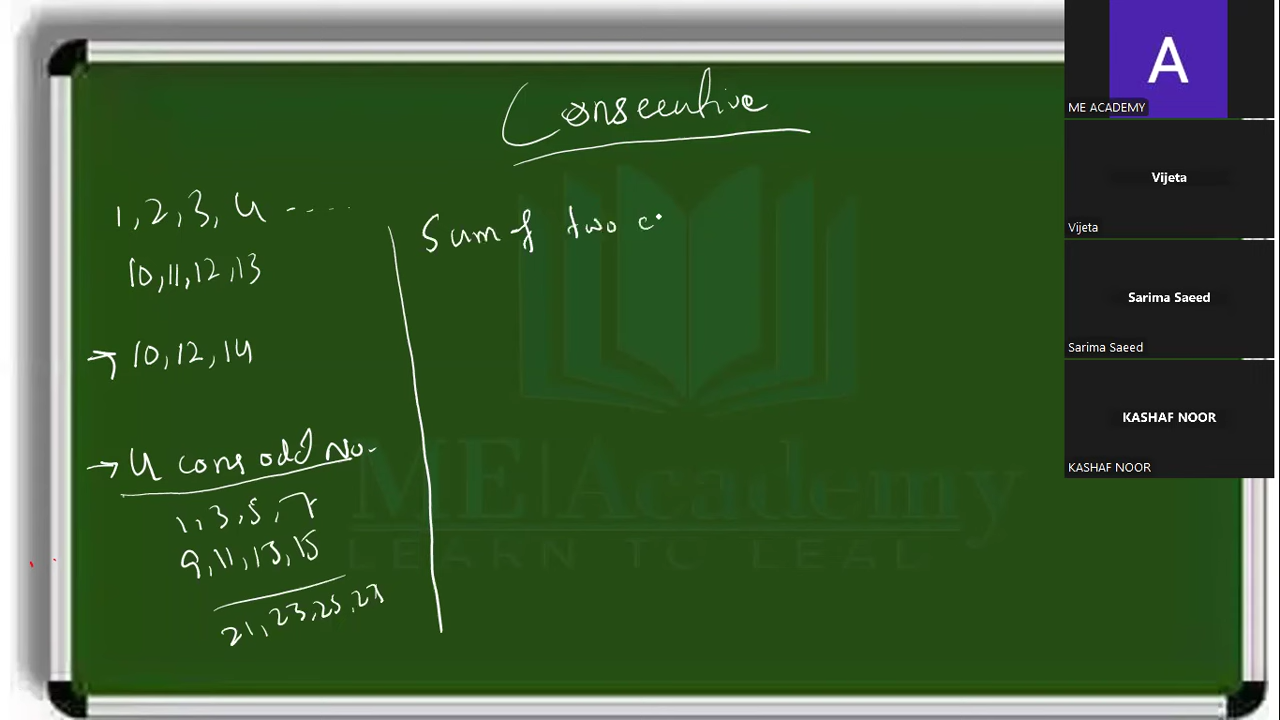 Consecutive
1, 2, 3, 4 ....
10, 11, 12, 13
→ 10, 12, 14
→ 4 cons odd No.
1, 3, 5, 7
9, 11, 13, 15
21, 23, 25, 27
Sum of two c
ME Academy
LEARN TO LEAD
A
ME ACADEMY
Vijeta
Vijeta
Sarima Saeed
Sarima Saeed
KASHAF NOOR
KASHAF NOOR